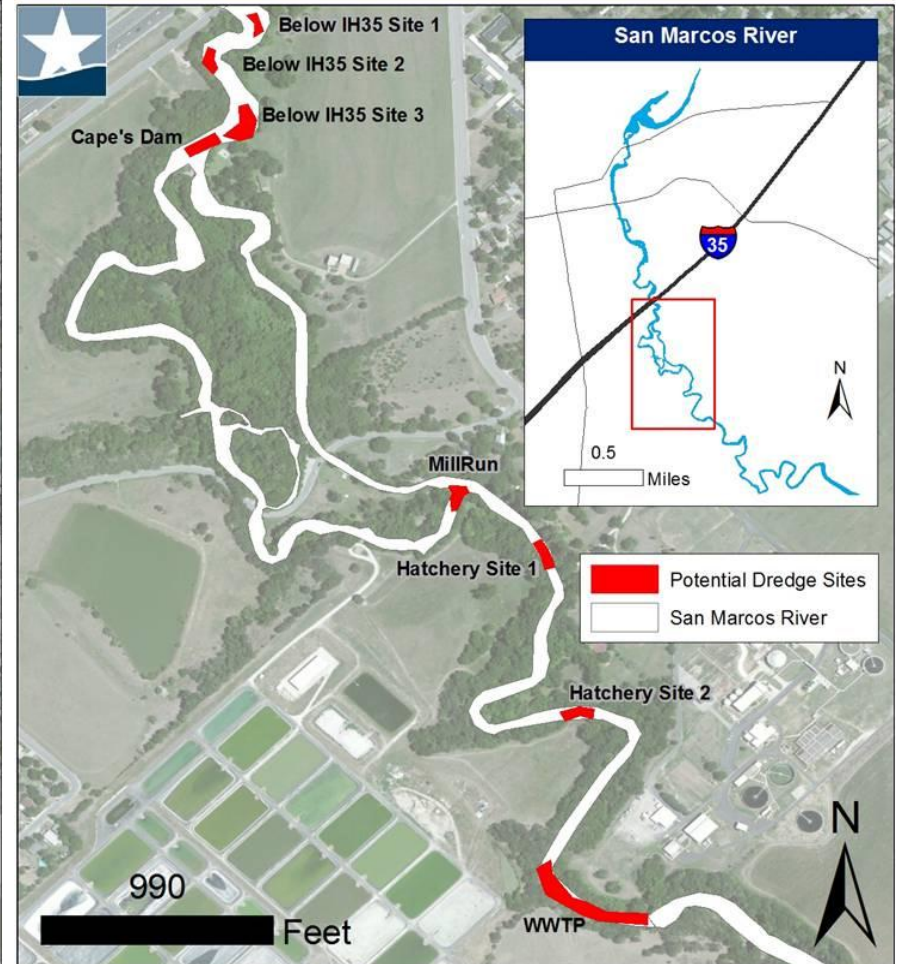 Below IH35 Site 1
Below IH35 Site 2
Below IH35 Site 3
Cape's Dam
MillRun
Hatchery Site 1
Hatchery Site 2
WWTP
990
Feet
N
San Marcos River
35
N
0.5
Miles
Potential Dredge Sites
San Marcos River